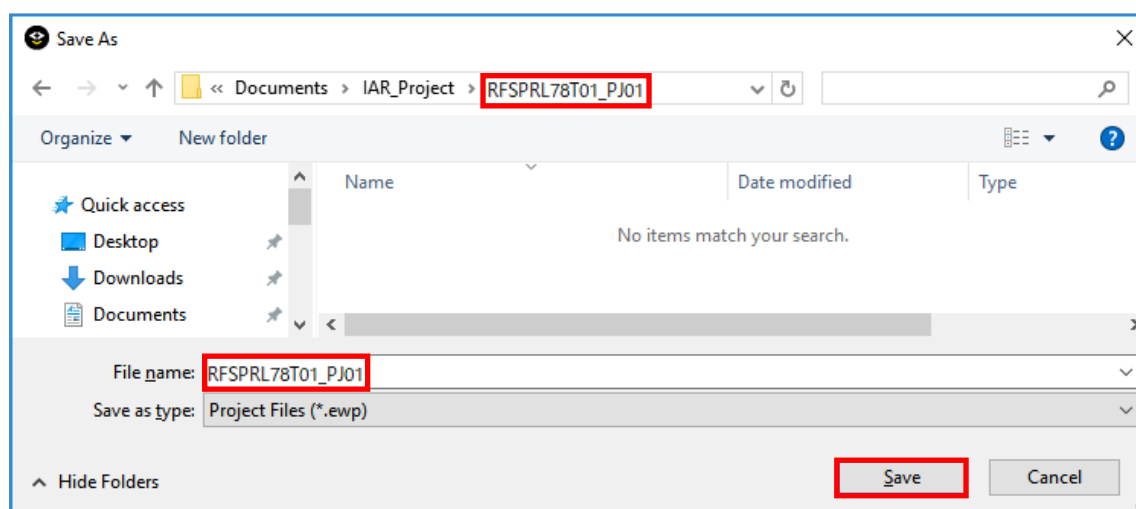 Save As
« Documents > IAR_Project > RFSPRL78T01_PJ01
Organize New folder
Name Date modified Type
Quick access
No items match your search.
Desktop
Downloads
Documents
File name: RFSPRL78T01_PJ01
Save as type: Project Files (*.ewp)
Hide Folders Save Cancel